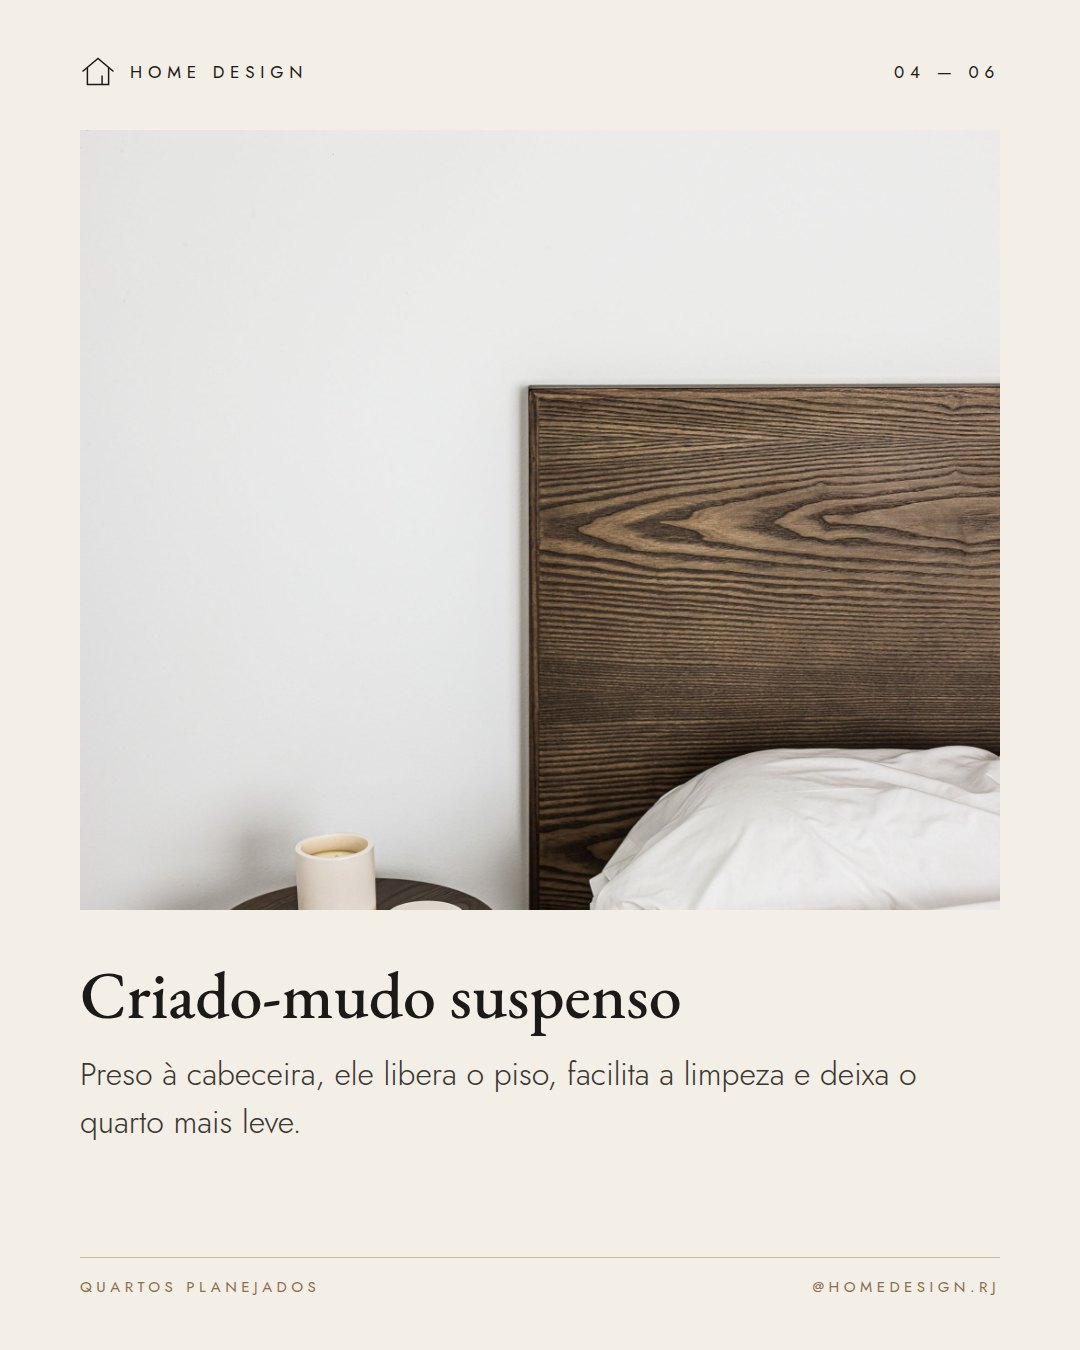 HOME DESIGN
04 — 06
Criado-mudo suspenso
Preso à cabeceira, ele libera o piso, facilita a limpeza e deixa o
quarto mais leve.
QUARTOS PLANEJADOS
@HOMEDESIGN.RJ